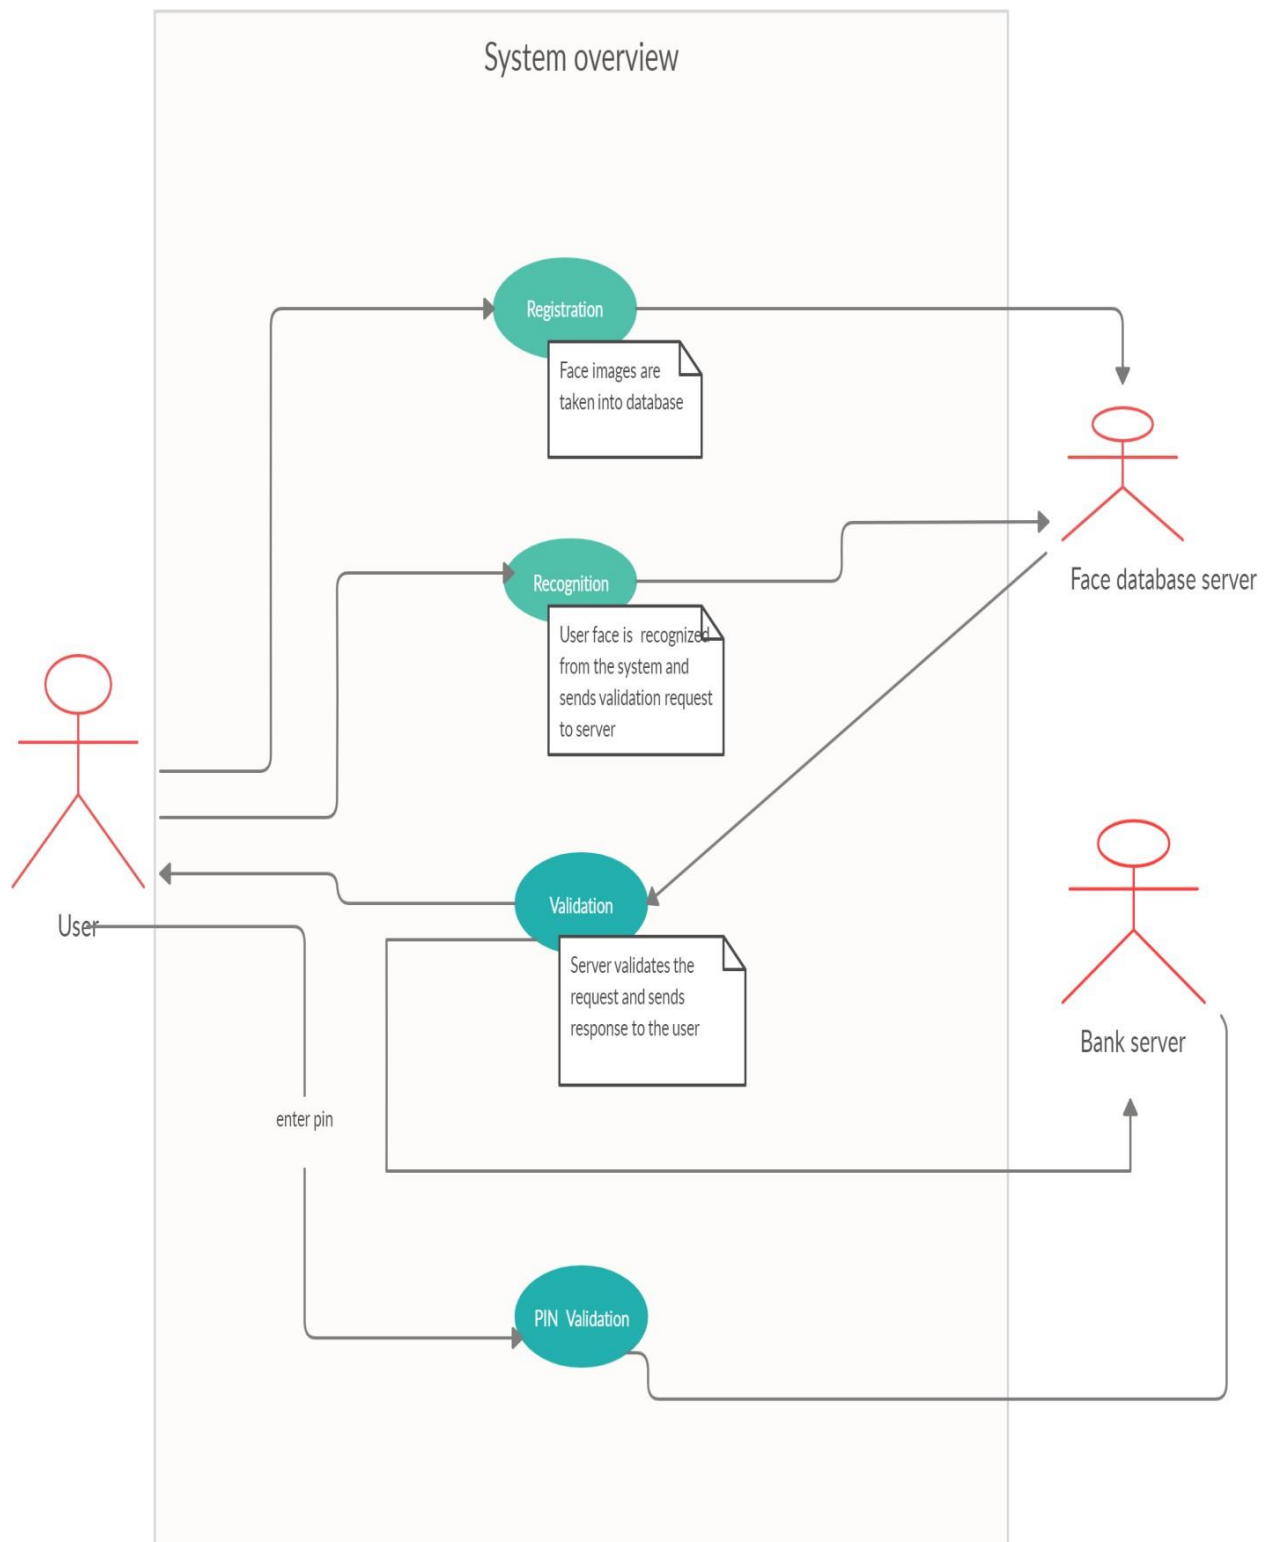 System overview
Registration
Face images are
taken into database
Recognition
User face is recognized
from the system and
sends validation request
to server
Face database server
User
Validation
Server validates the
request and sends
response to the user
Bank server
enter pin
PIN Validation